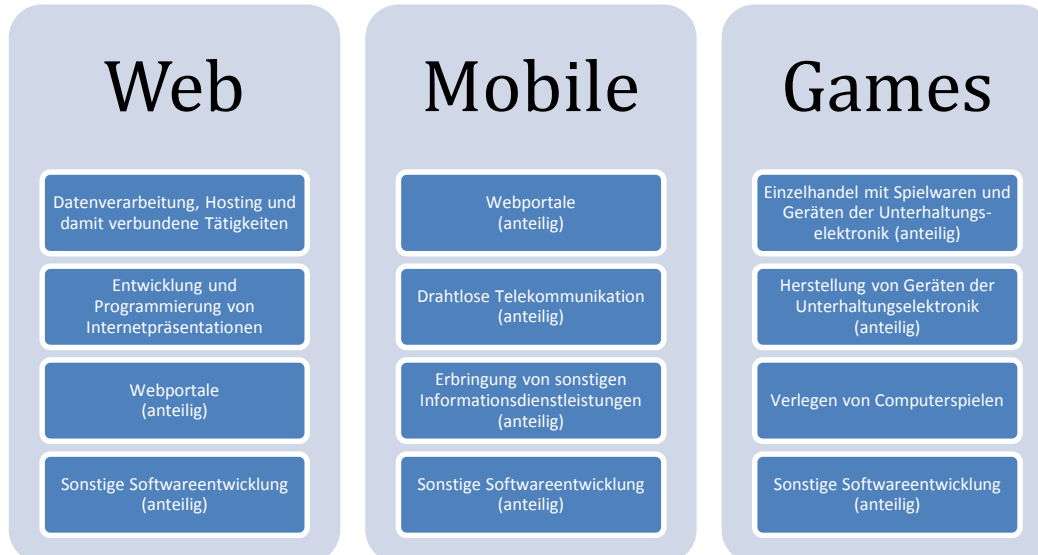 Web
Datenverarbeitung, Hosting und
damit verbundene Tätigkeiten
Entwicklung und
Programmierung von
Internetpräsentationen
Webportale
(anteilig)
Sonstige Softwareentwicklung
(anteilig)
Mobile
Webportale
(anteilig)
Drahtlose Telekommunikation
(anteilig)
Erbringung von sonstigen
Informationsdienstleistungen
(anteilig)
Sonstige Softwareentwicklung
(anteilig)
Games
Einzelhandel mit Spielwaren und
Geräten der Unterhaltungs-
elektronik (anteilig)
Herstellung von Geräten der
Unterhaltungselektronik
(anteilig)
Verlegen von Computerspielen
Sonstige Softwareentwicklung
(anteilig)